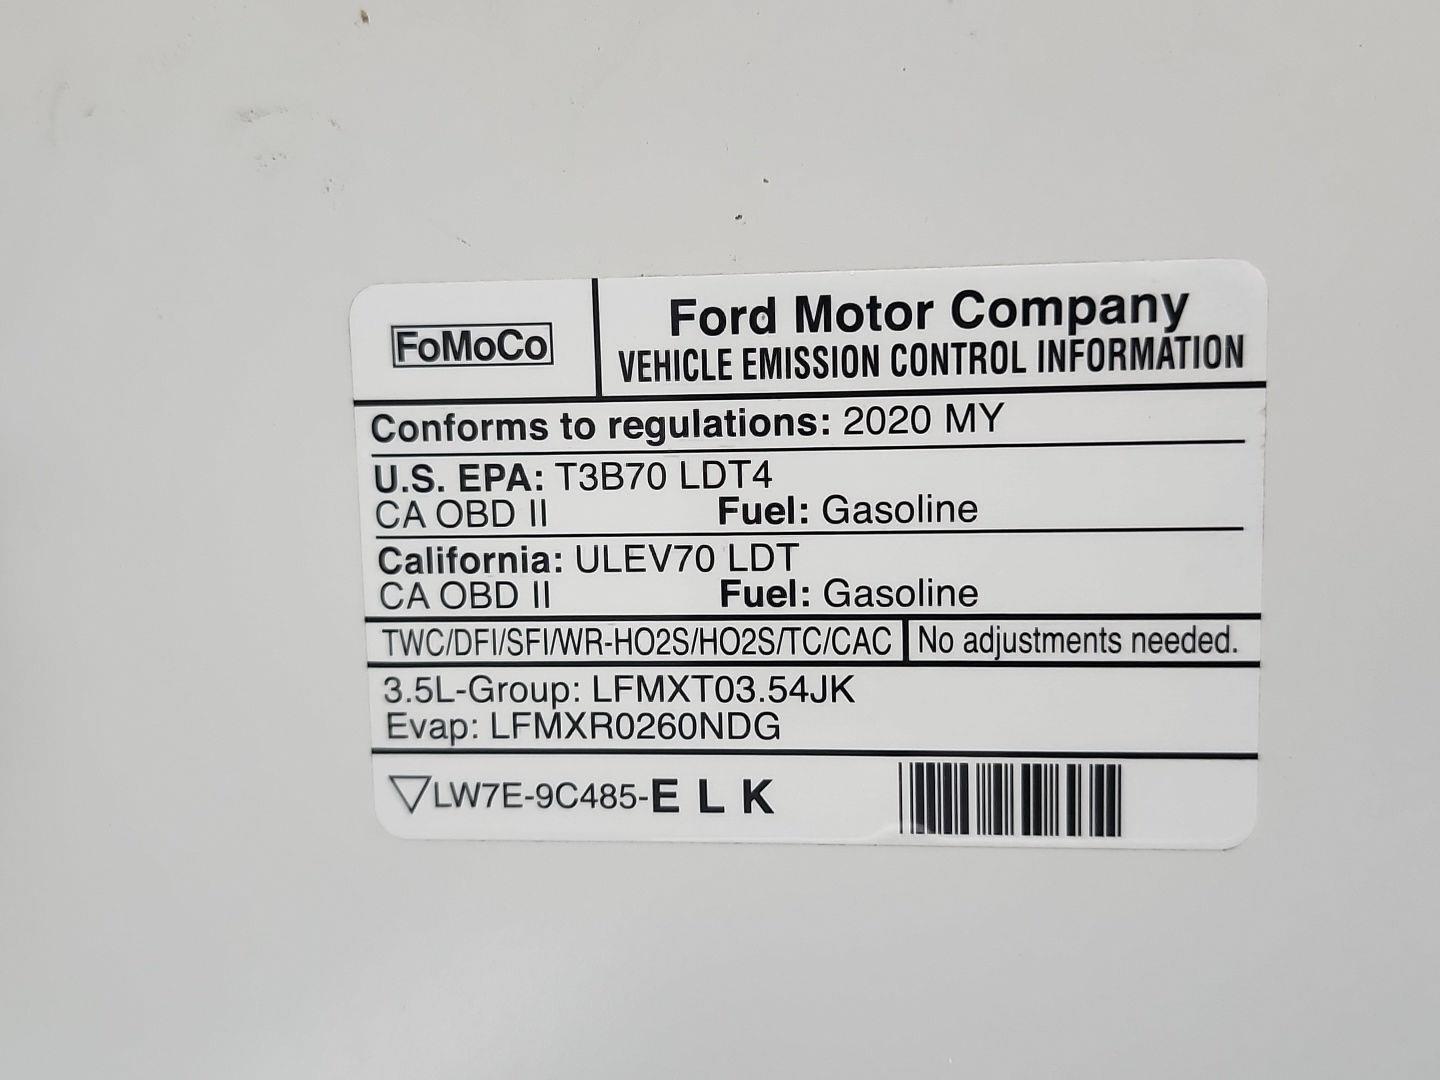 FoMoCo
Ford Motor Company
VEHICLE EMISSION CONTROL INFORMATION
Conforms to regulations: 2020 MY
U.S. EPA: T3B70 LDT4
CA OBD II Fuel: Gasoline
California: ULEV70 LDT
CA OBD II Fuel: Gasoline
TWC/DFI/SFI/WR-HO2S/HO2S/TC/CAC No adjustments needed.
3.5L-Group: LFMXT03.54JK
Evap: LFMXR0260NDG
LW7E-9C485-E L K